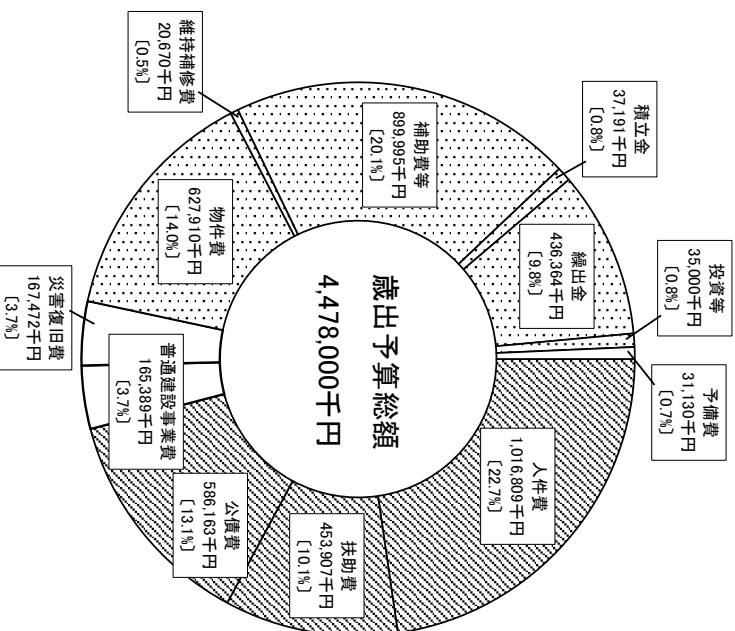 歳出予算総額
4,478,000千円
人件費
1,016,809千円
[22.7%]
扶助費
453,907千円
[10.1%]
公債費
586,163千円
[13.1%]
普通建設事業費
165,389千円
[3.7%]
災害復旧費
167,472千円
[3.7%]
物件費
627,910千円
[14.0%]
維持補修費
20,670千円
[0.5%]
補助費等
899,995千円
[20.1%]
積立金
37,191千円
[0.8%]
繰出金
436,364千円
[9.8%]
投資等
35,000千円
[0.8%]
予備費
31,130千円
[0.7%]